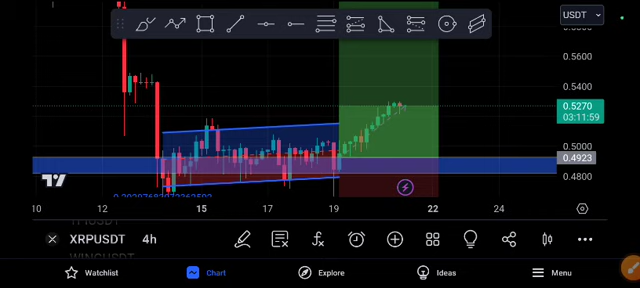 USDT
0.5600
0.5400
0.5270
03:11:59
0.5000
0.4923
0.4800
10
12
15
17
19
22
24
XRPUSDT 4h
Watchlist
Chart
Explore
Ideas
Menu